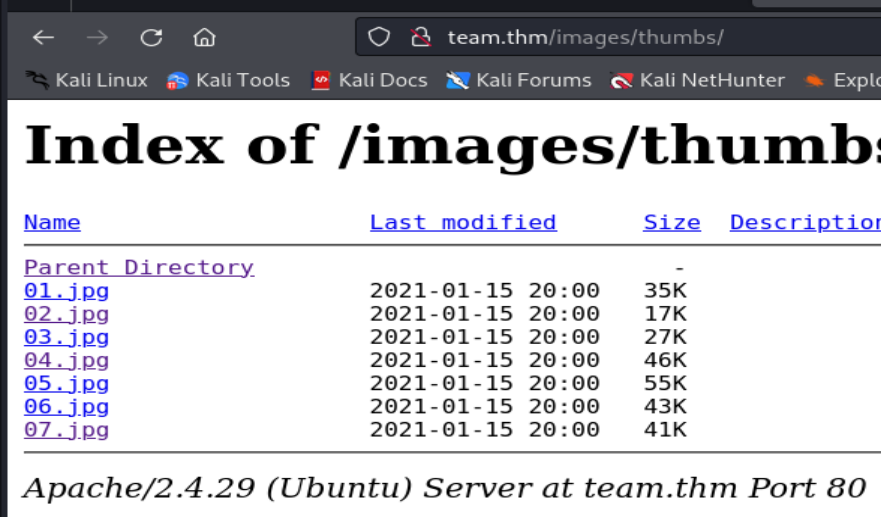 team.thm/images/thumbs/
Kali Linux Kali Tools Kali Docs Kali Forums Kali NetHunter Explo
Index of /images/thumbs
Name Last modified Size Description
Parent Directory -
01.jpg 2021-01-15 20:00 35K
02.jpg 2021-01-15 20:00 17K
03.jpg 2021-01-15 20:00 27K
04.jpg 2021-01-15 20:00 46K
05.jpg 2021-01-15 20:00 55K
06.jpg 2021-01-15 20:00 43K
07.jpg 2021-01-15 20:00 41K
Apache/2.4.29 (Ubuntu) Server at team.thm Port 80